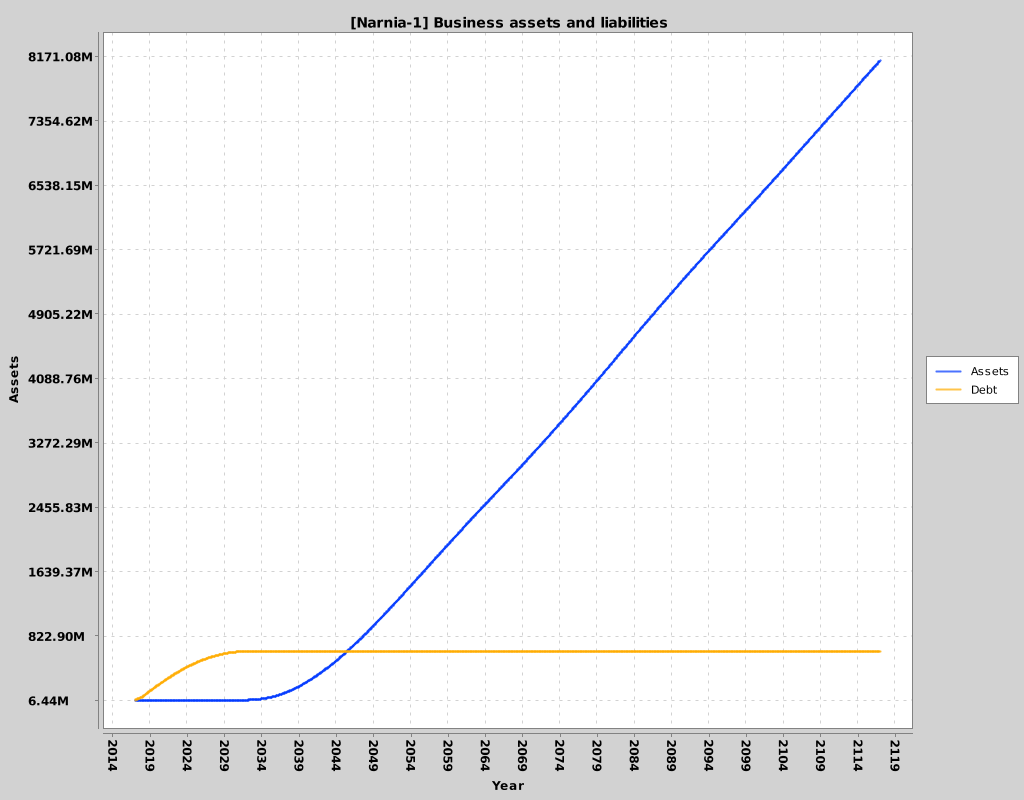 [Narnia-1] Business assets and liabilities
8171.08M
7354.62M
6538.15M
5721.69M
4905.22M
4088.76M
3272.29M
2455.83M
1639.37M
822.90M
6.44M
Assets
Assets
Debt
2014
2019
2024
2029
2034
2039
2044
2049
2054
2059
2064
2069
2074
2079
2084
2089
2094
2099
2104
2109
2114
2119
Year